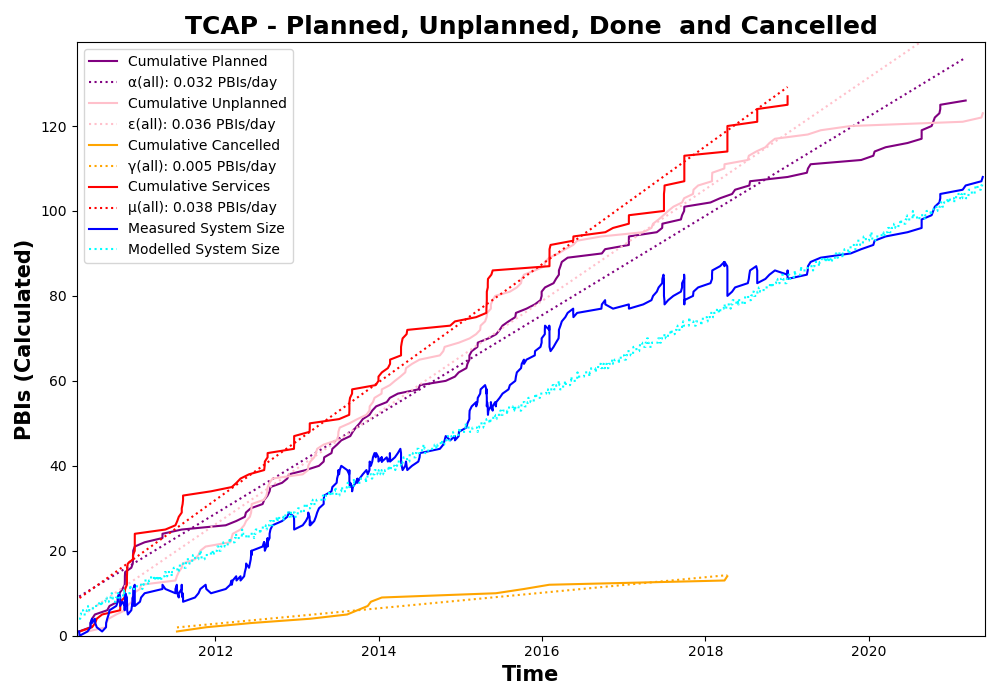 TCAP - Planned, Unplanned, Done  and Cancelled
Cumulative Planned
α(all): 0.032 PBIs/day
Cumulative Unplanned
ε(all): 0.036 PBIs/day
Cumulative Cancelled
γ(all): 0.005 PBIs/day
Cumulative Services
μ(all): 0.038 PBIs/day
Measured System Size
Modelled System Size
PBIs (Calculated)
120
100
80
60
40
20
0
2012 2014 2016 2018 2020
Time